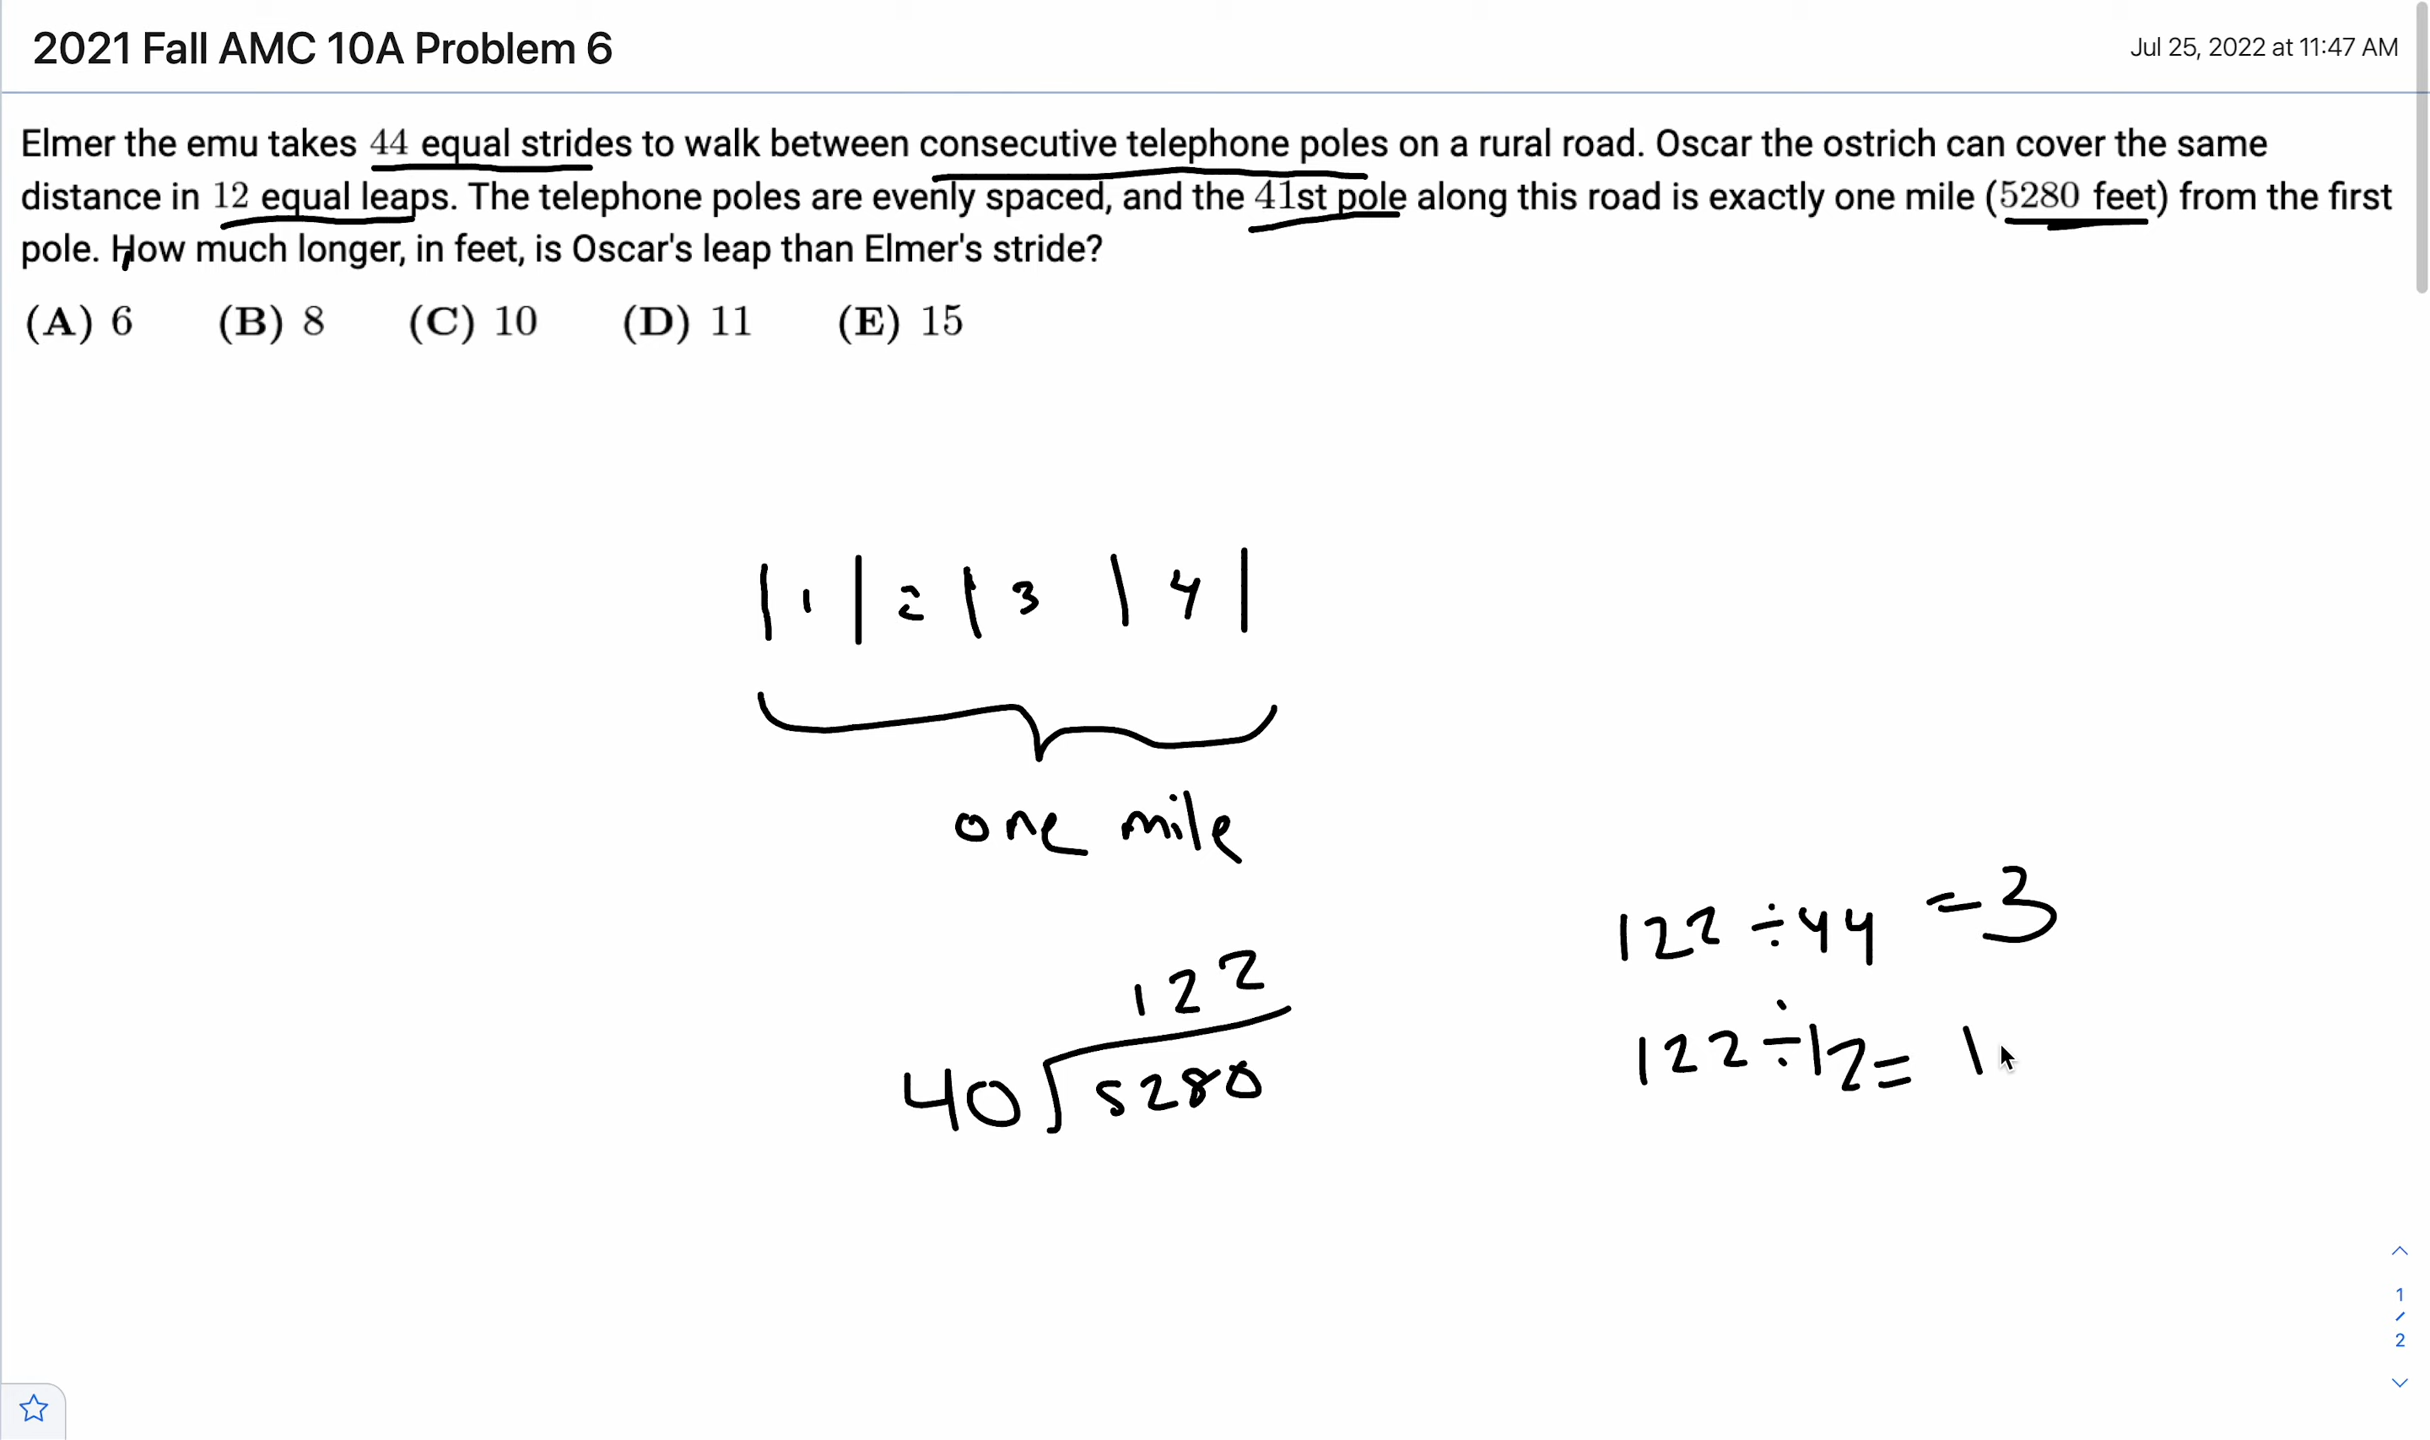 2021 Fall AMC 10A Problem 6
Jul 25, 2022 at 11:47 AM
Elmer the emu takes 44 equal strides to walk between consecutive telephone poles on a rural road. Oscar the ostrich can cover the same
distance in 12 equal leaps. The telephone poles are evenly spaced, and the 41st pole along this road is exactly one mile (5280 feet) from the first
pole. How much longer, in feet, is Oscar's leap than Elmer's stride?
(A) 6 (B) 8 (C) 10 (D) 11 (E) 15
| 1 | 2 | 3 | 4 |
one mile
122 ÷ 44 = 3
122
40 5280
122 ÷ 12 = 1
1
/
2